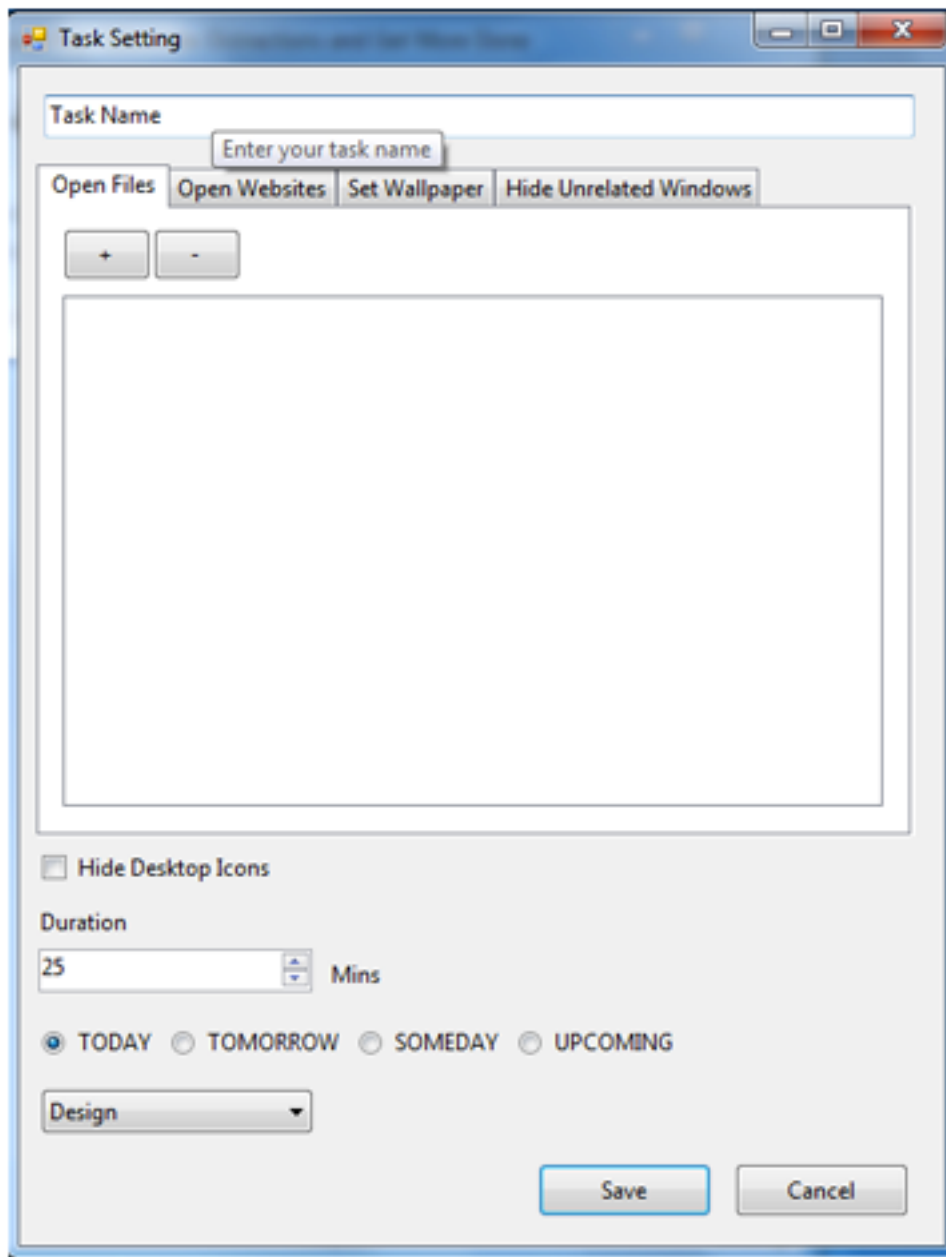 Task Setting
Task Name
Enter your task name
Open Files Open Websites Set Wallpaper Hide Unrelated Windows
+ -
Hide Desktop Icons
Duration
25 Mins
TODAY TOMORROW SOMEDAY UPCOMING
Design
Save Cancel